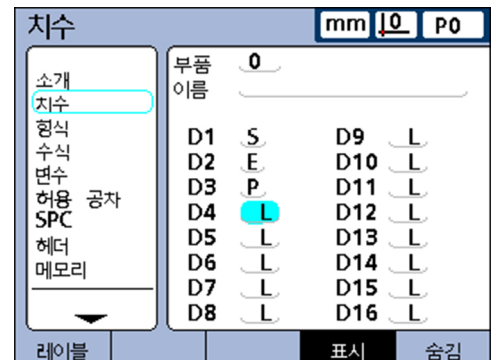 치수 mm 0 P0
소개
치수
형식
수식
변수
허용 공차
SPC
헤더
메모리
부품 0
이름
D1 S D9 L
D2 E D10 L
D3 P D11 L
D4 L D12 L
D5 L D13 L
D6 L D14 L
D7 L D15 L
D8 L D16 L
레이블 표시 숨김